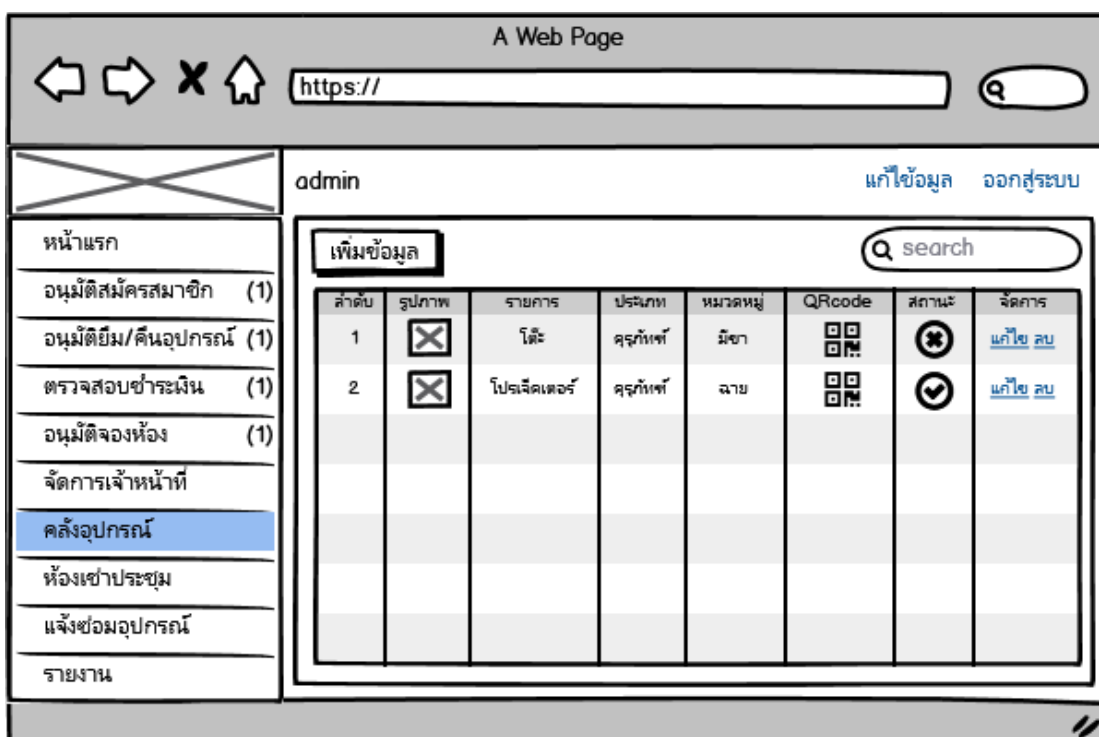 A Web Page
https://
admin
แก้ไข้อมูล ออกสู่ระบบ
หน้าแรก
อนุมัติสมัครสมาชิก (1)
อนุมัติยืม/คืนอุปกรณ์ (1)
ตรวจสอบชำระเงิน (1)
อนุมัติจองห้อง (1)
จัดการเจ้าหน้าที่
คลังอุปกรณ์
ห้องเช่าประชุม
แจ้งซ่อมอุปกรณ์
รายงาน
เพิ่มข้อมูล search
ลำดับ รูปภาพ รายการ ประเภท หมวดหมู่ QRcode สถานะ จัดการ
1 โต๊ะ ครุภัณฑ์ มีขา แก้ไข ลบ
2 โปรเจ็คเตอร์ ครุภัณฑ์ ฉาย แก้ไข ลบ